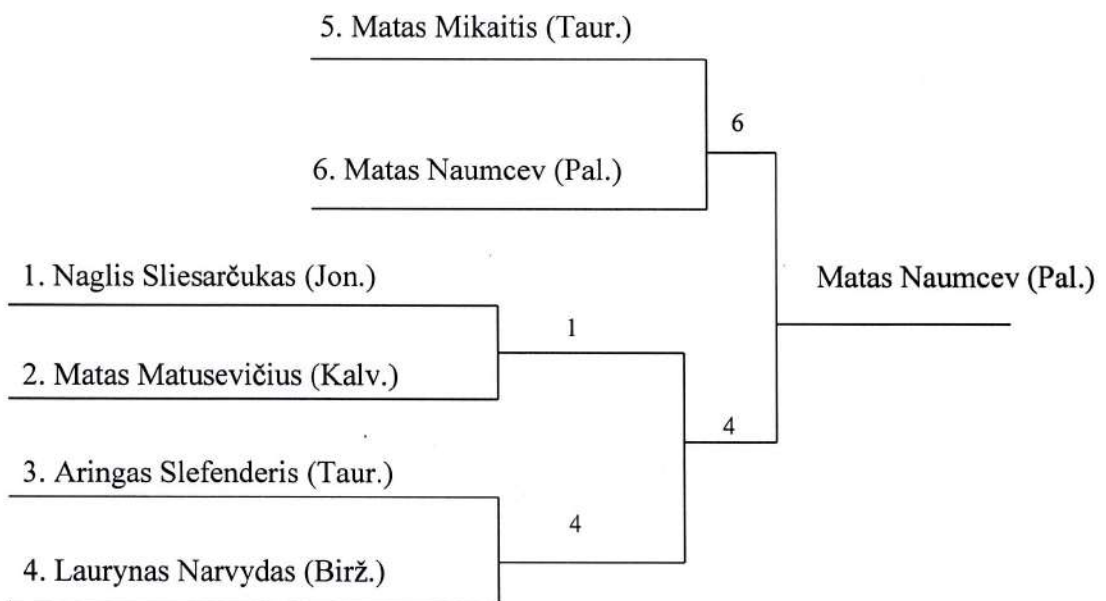 5. Matas Mikaitis (Taur.)
6
6. Matas Naumcev (Pal.)
1. Naglis Sliesarčukas (Jon.)
Matas Naumcev (Pal.)
1
2. Matas Matusevičius (Kalv.)
4
3. Aringas Slefenderis (Taur.)
4
4. Laurynas Narvydas (Birž.)